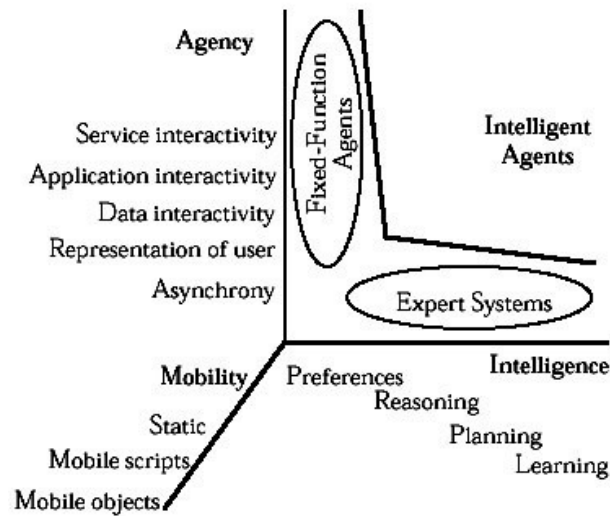 Agency
Fixed-Function
Agents
Intelligent
Agents
Service interactivity
Application interactivity
Data interactivity
Representation of user
Asynchrony
Expert Systems
Mobility
Preferences
Intelligence
Reasoning
Static
Planning
Mobile scripts
Learning
Mobile objects